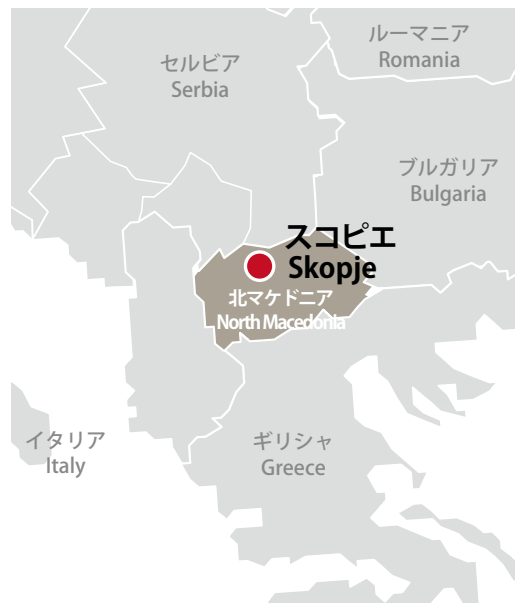 ルーマニア
Romania
セルビア
Serbia
ブルガリア
Bulgaria
スコピエ
Skopje
北マケドニア
North Macedonia
イタリア
Italy
ギリシャ
Greece